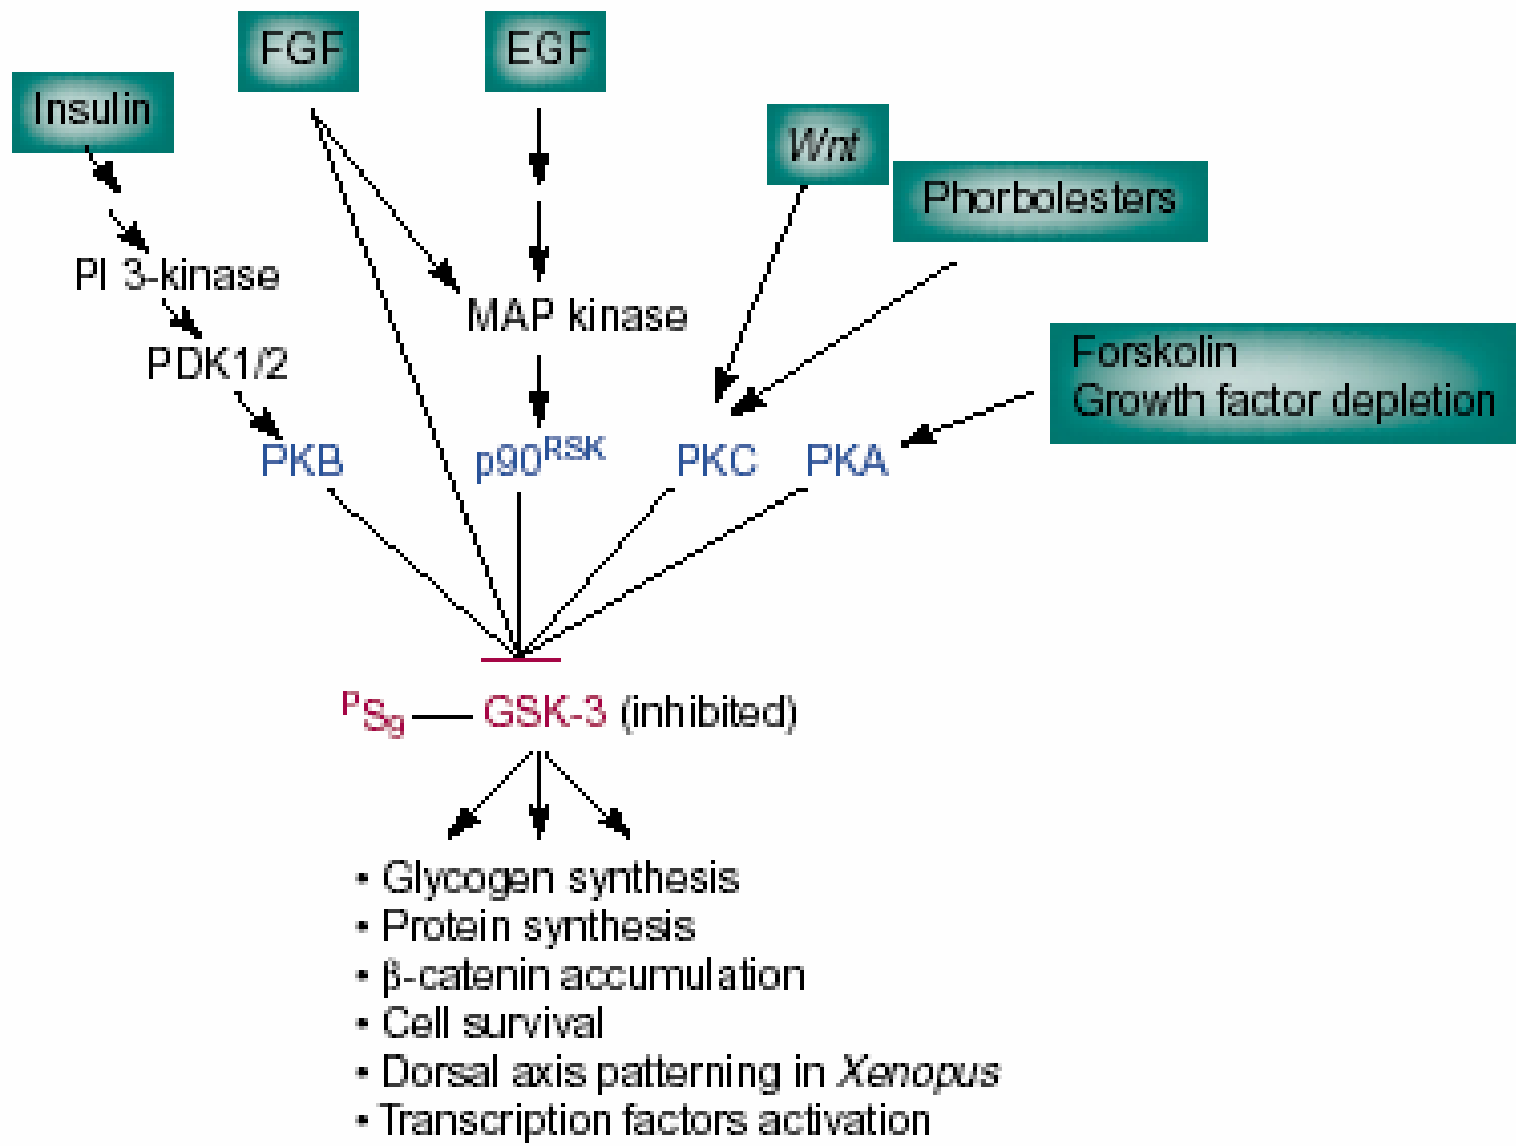 FGF
EGF
Insulin
Wnt
Phorbolesters
PI 3-kinase
MAP kinase
PDK1/2
Forskolin
Growth factor depletion
PKB
p90RSK
PKC
PKA
PS9 — GSK-3 (inhibited)
• Glycogen synthesis
• Protein synthesis
• β-catenin accumulation
• Cell survival
• Dorsal axis patterning in Xenopus
• Transcription factors activation